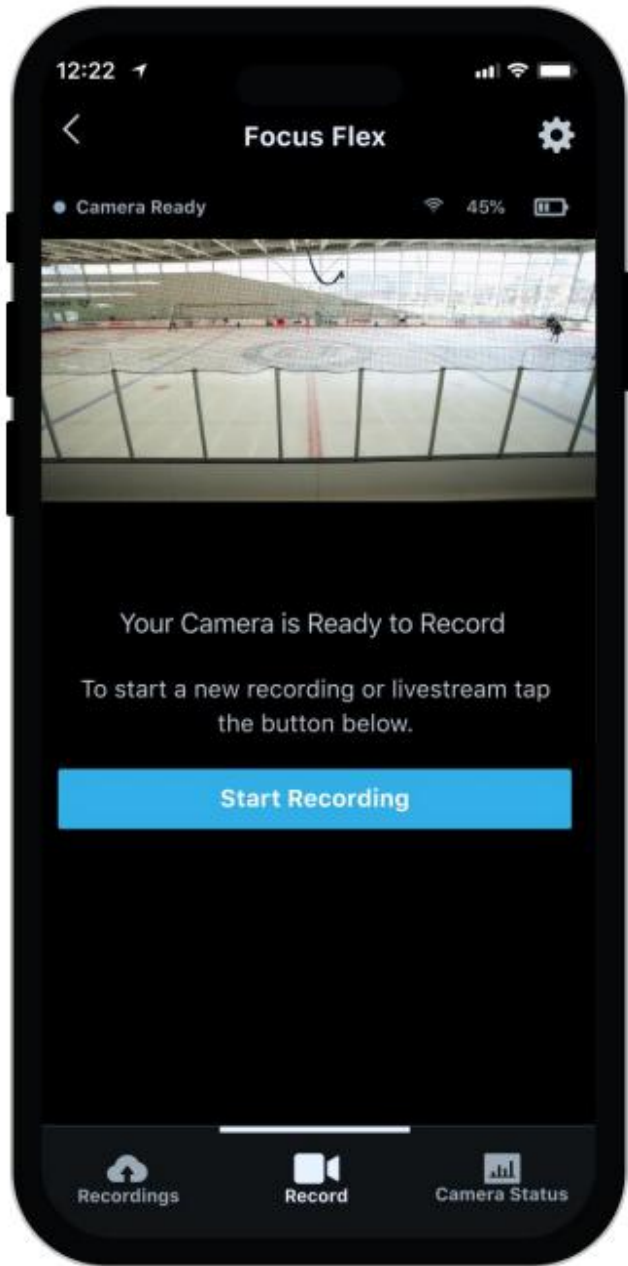 12:22
Focus Flex
Camera Ready 45%
Your Camera is Ready to Record
To start a new recording or livestream tap
the button below.
Start Recording
Recordings Record Camera Status